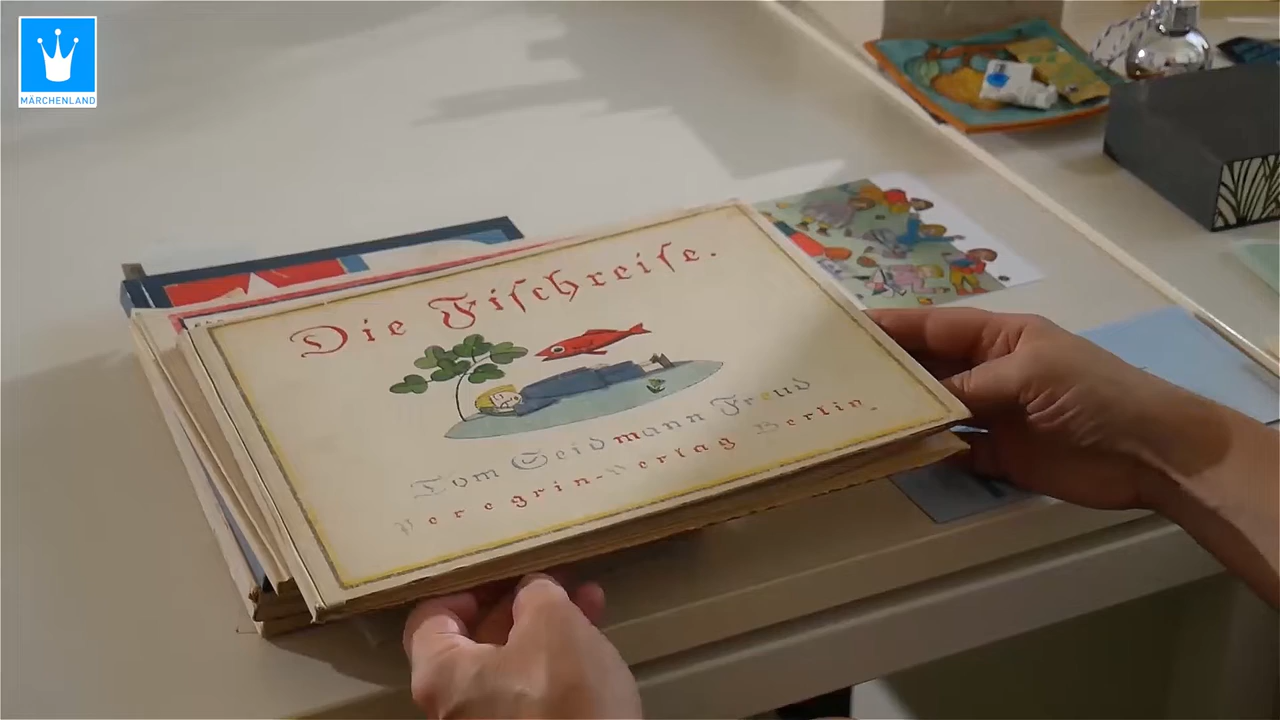 MÄRCHENLAND
Die Fiſchreiſe.
Tom Seidmann Freud
Peregrin-Verlag Berlin.